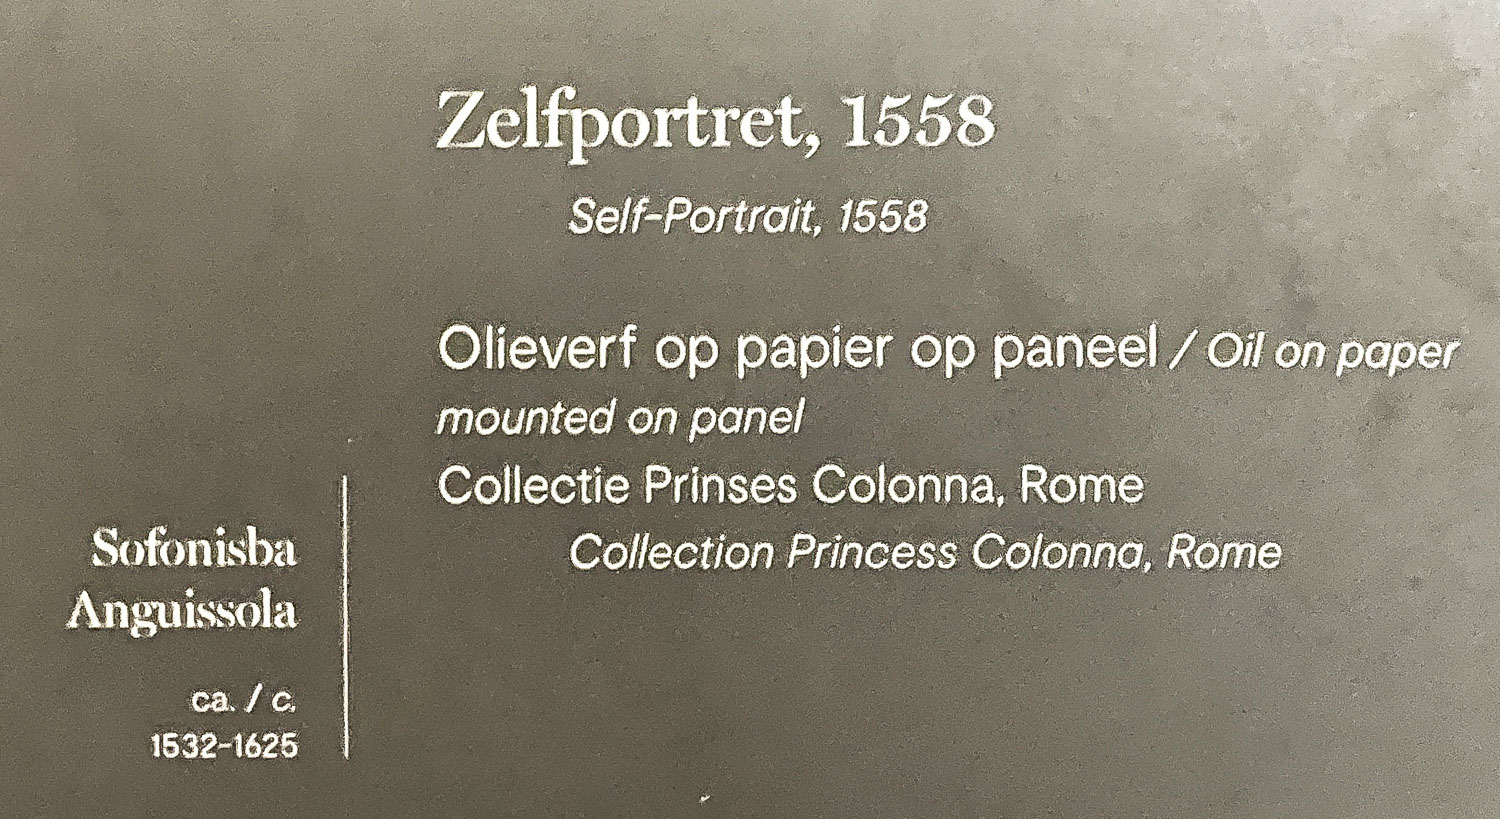 Zelfportret, 1558
Self-Portrait, 1558
Olieverf op papier op paneel / Oil on paper
mounted on panel
Collectie Prinses Colonna, Rome
Collection Princess Colonna, Rome
Sofonisba
Anguissola
ca. / c.
1532-1625